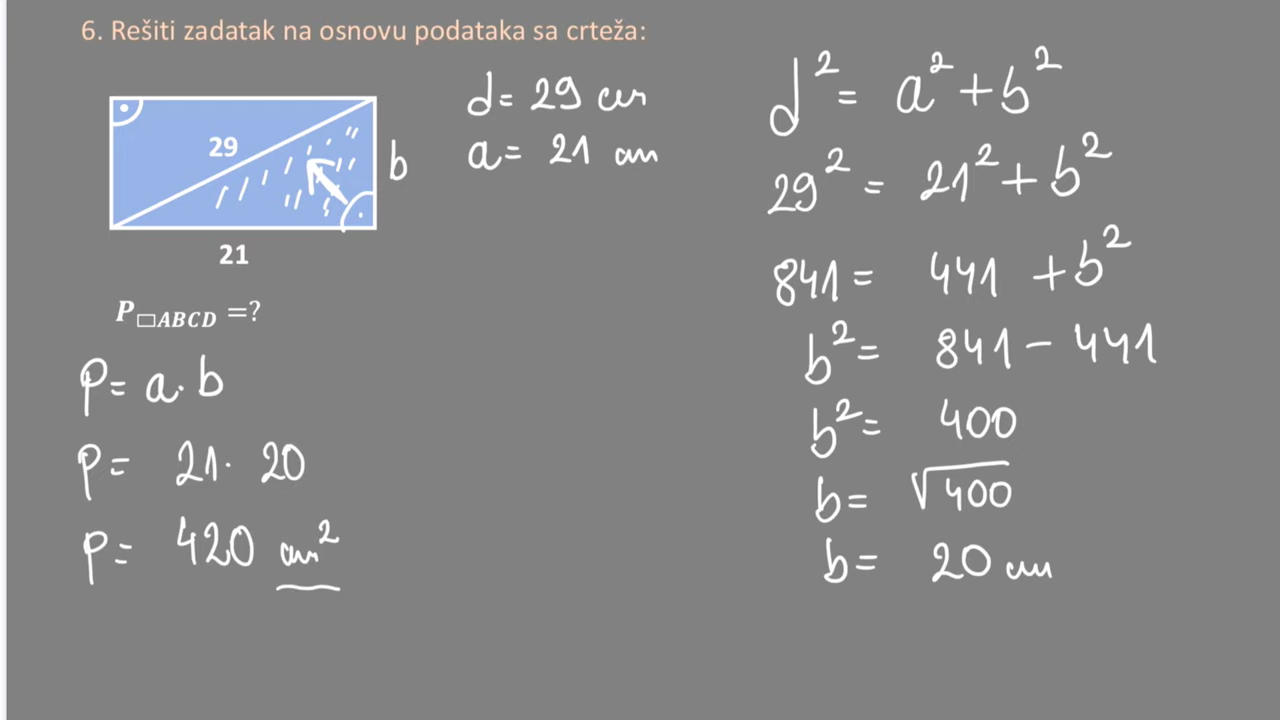 6. Rešiti zadatak na osnovu podataka sa crteža:
29
b
21
P▭ABCD =?
P = a · b
P = 21 · 20
P = 420 cm²
d = 29 cm
a = 21 cm
d² = a² + b²
29² = 21² + b²
841 = 441 + b²
b² = 841 − 441
b² = 400
b = √400
b = 20 cm